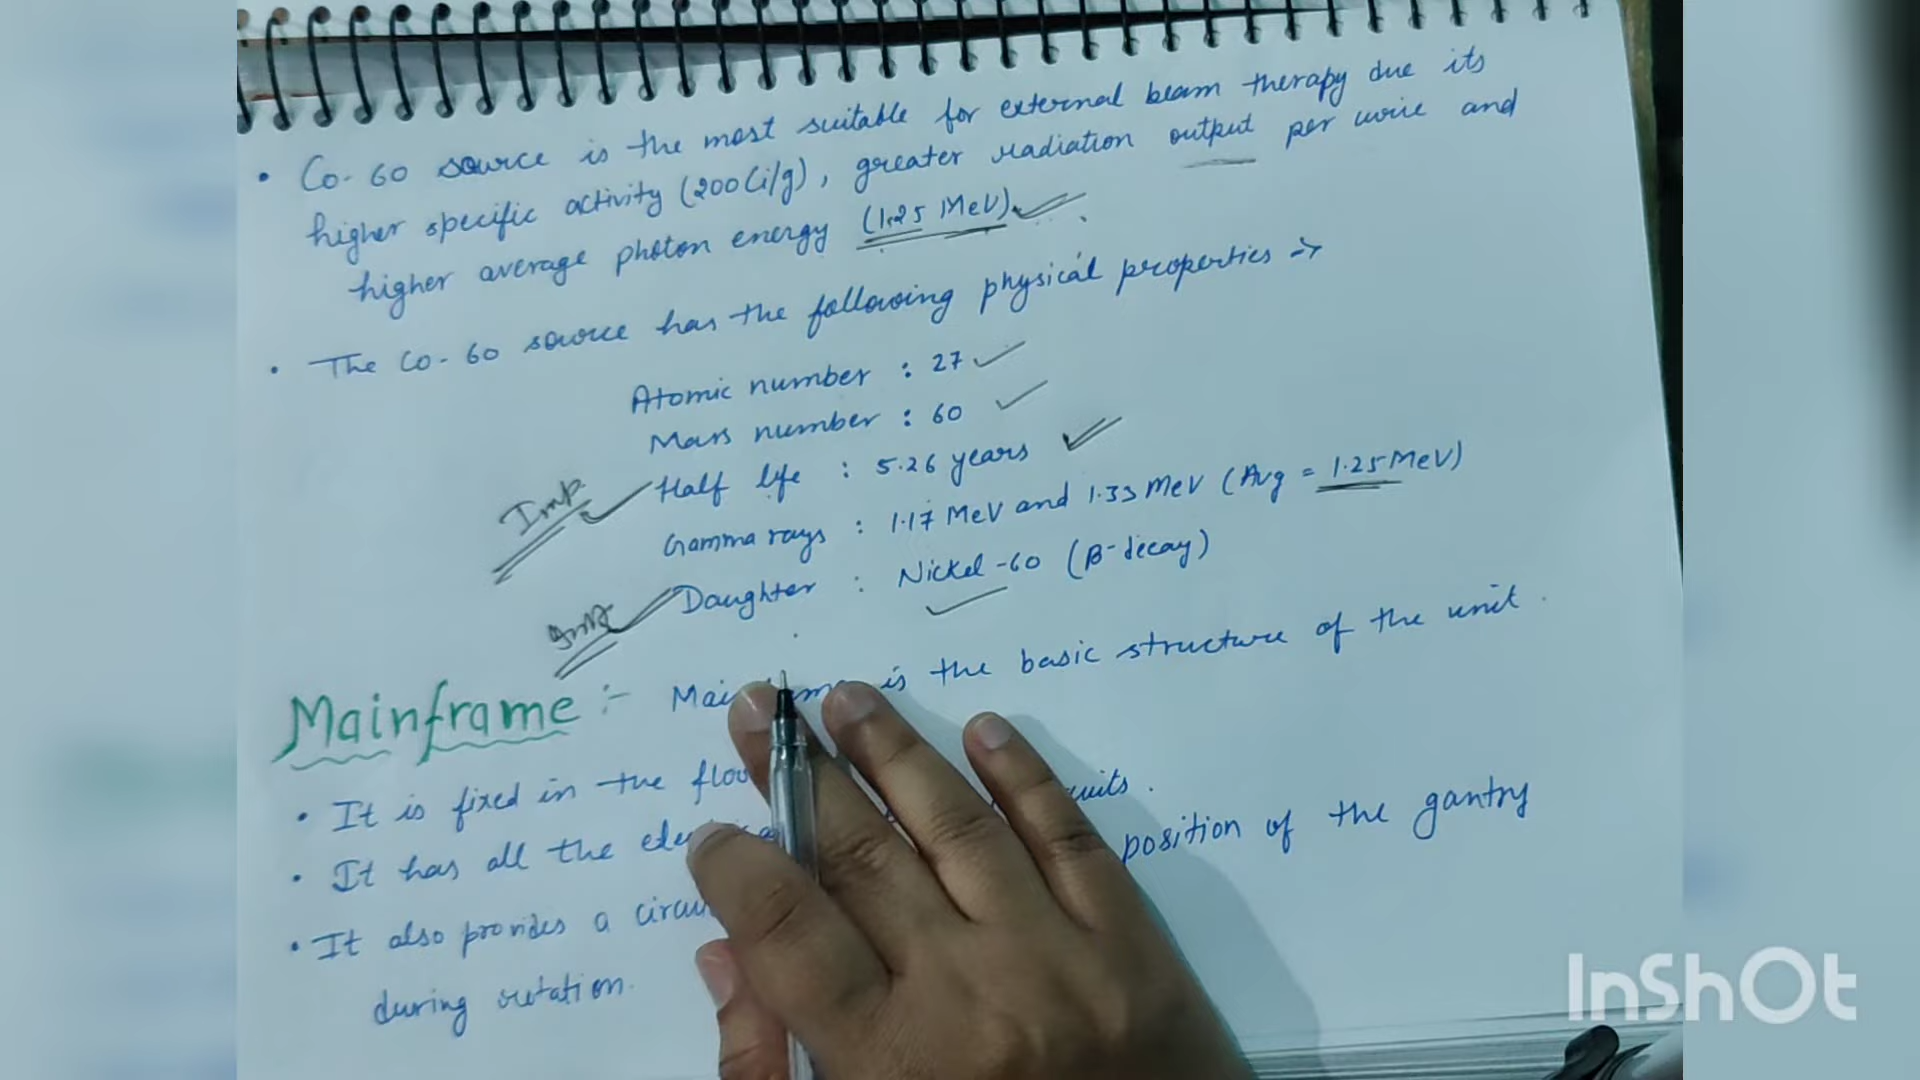 • Co-60 source is the most suitable for external beam therapy due its
higher specific activity (200Ci/g), greater radiation output per curie and
higher average photon energy (1.25 MeV).
• The Co-60 source has the following physical properties :->
Atomic number : 27
Mass number : 60
Imp. Half life : 5.26 years
Gamma rays : 1.17 MeV and 1.33 MeV (Avg = 1.25 MeV)
Imp Daughter : Nickel-60 (β-decay)
Mainframe :- is the basic structure of the unit.
• It is fixed in the
• It has all the
• It also provides a position of the gantry
during rotation.
InShOt